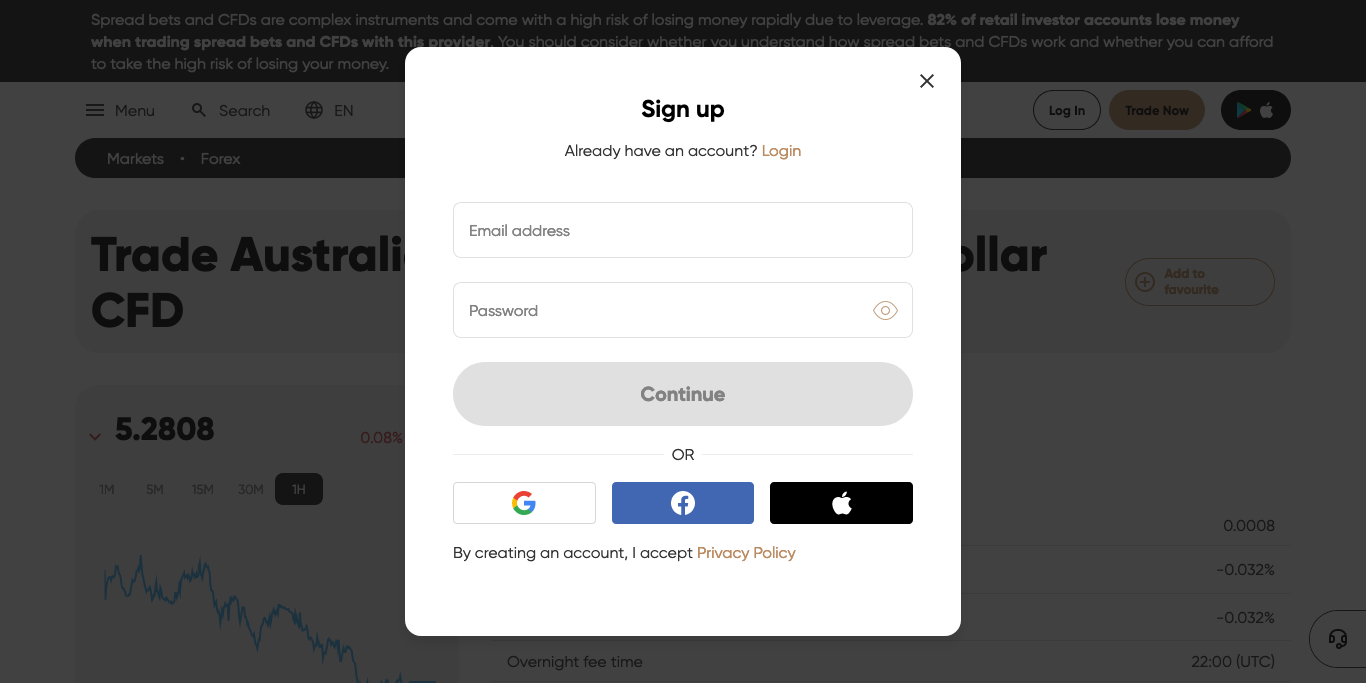 Spread bets and CFDs are complex instruments and come with a high risk of losing money rapidly due to leverage. 82% of retail investor accounts lose money
when trading spread bets and CFDs with this provider. You should consider whether you understand how spread bets and CFDs work and whether you can afford
to take the high risk of losing your money.
Menu Search EN Log In Trade Now
Markets • Forex
Sign up
Already have an account? Login
Email address
Password
Continue
OR
By creating an account, I accept Privacy Policy
Trade ollar
CFD
Add to
favourite
5.2808 0.08%
1M 5M 15M 30M 1H
0.0008
-0.032%
-0.032%
Overnight fee time 22:00 (UTC)